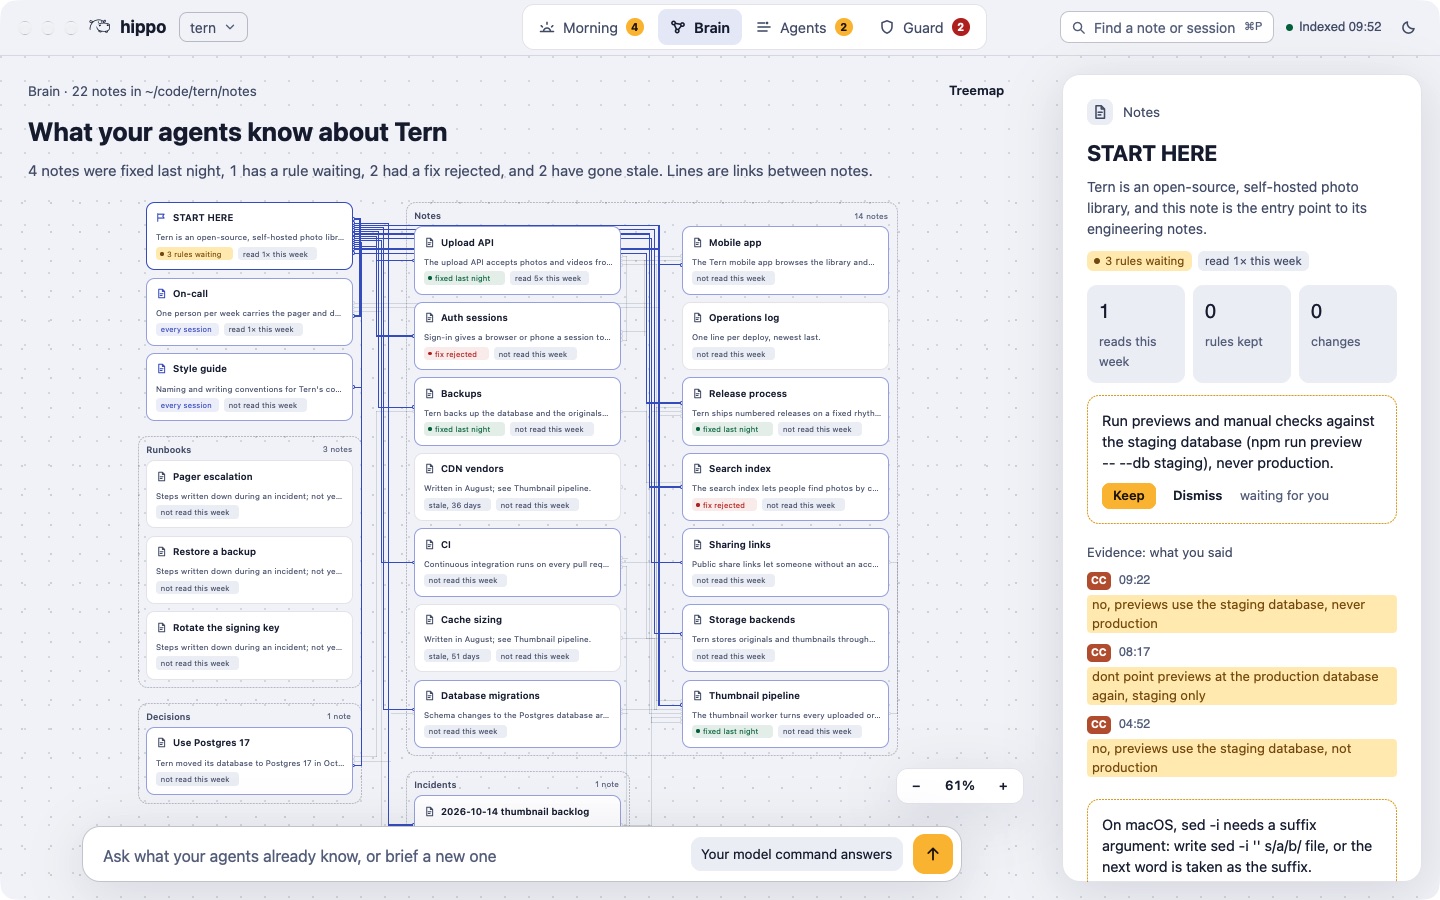 hippo
tern
Morning 4
Brain
Agents 2
Guard 2
Find a note or session ⌘P
Indexed 09:52
Brain · 22 notes in ~/code/tern/notes
Treemap
What your agents know about Tern
4 notes were fixed last night, 1 has a rule waiting, 2 had a fix rejected, and 2 have gone stale. Lines are links between notes.
START HERE
Tern is an open-source, self-hosted photo libr...
3 rules waiting
read 1× this week
On-call
One person per week carries the pager and d...
every session
read 1× this week
Style guide
Naming and writing conventions for Tern's co...
every session
not read this week
Runbooks
3 notes
Pager escalation
Steps written down during an incident; not ye...
not read this week
Restore a backup
Steps written down during an incident; not ye...
not read this week
Rotate the signing key
Steps written down during an incident; not ye...
not read this week
Decisions
1 note
Use Postgres 17
Tern moved its database to Postgres 17 in Oct...
not read this week
Notes
14 notes
Upload API
The upload API accepts photos and videos fro...
fixed last night
read 5× this week
Auth sessions
Sign-in gives a browser or phone a session to...
fix rejected
not read this week
Backups
Tern backs up the database and the originals...
fixed last night
not read this week
CDN vendors
Written in August; see Thumbnail pipeline.
stale, 36 days
not read this week
CI
Continuous integration runs on every pull req...
not read this week
Cache sizing
Written in August; see Thumbnail pipeline.
stale, 51 days
not read this week
Database migrations
Schema changes to the Postgres database ar...
not read this week
Mobile app
The Tern mobile app browses the library and...
not read this week
Operations log
One line per deploy, newest last.
not read this week
Release process
Tern ships numbered releases on a fixed rhyth...
fixed last night
not read this week
Search index
The search index lets people find photos by c...
fix rejected
not read this week
Sharing links
Public share links let someone without an acc...
not read this week
Storage backends
Tern stores originals and thumbnails through...
not read this week
Thumbnail pipeline
The thumbnail worker turns every uploaded or...
fixed last night
not read this week
Incidents
1 note
2026-10-14 thumbnail backlog
− 61% +
Ask what your agents already know, or brief a new one
Your model command answers
Notes
START HERE
Tern is an open-source, self-hosted photo
library, and this note is the entry point to its
engineering notes.
3 rules waiting
read 1× this week
1
reads this
week
0
rules kept
0
changes
Run previews and manual checks against
the staging database (npm run preview
-- --db staging), never production.
Keep
Dismiss
waiting for you
Evidence: what you said
CC 09:22
no, previews use the staging database, never
production
CC 08:17
dont point previews at the production database
again, staging only
CC 04:52
no, previews use the staging database, not
production
On macOS, sed -i needs a suffix
argument: write sed -i '' s/a/b/ file, or the
next word is taken as the suffix.